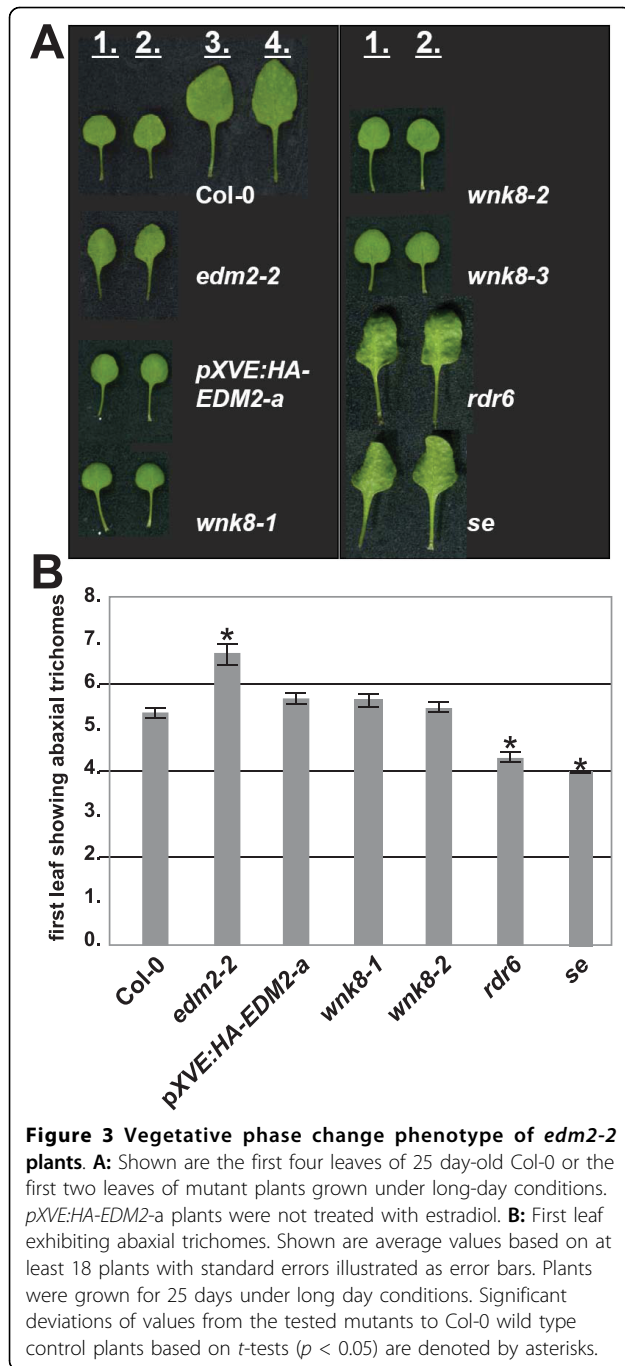 A
1. 2. 3. 4.
Col-0
edm2-2
pXVE:HA-
EDM2-a
wnk8-1
1. 2.
wnk8-2
wnk8-3
rdr6
se
B
first leaf showing abaxial trichomes
8.
7.
6.
5.
4.
3.
2.
1.
0.
*
*
*
Col-0
edm2-2
pXVE:HA-EDM2-a
wnk8-1
wnk8-2
rdr6
se
Figure 3 Vegetative phase change phenotype of edm2-2
plants. A: Shown are the first four leaves of 25 day-old Col-0 or the
first two leaves of mutant plants grown under long-day conditions.
pXVE:HA-EDM2-a plants were not treated with estradiol. B: First leaf
exhibiting abaxial trichomes. Shown are average values based on at
least 18 plants with standard errors illustrated as error bars. Plants
were grown for 25 days under long day conditions. Significant
deviations of values from the tested mutants to Col-0 wild type
control plants based on t-tests (p < 0.05) are denoted by asterisks.